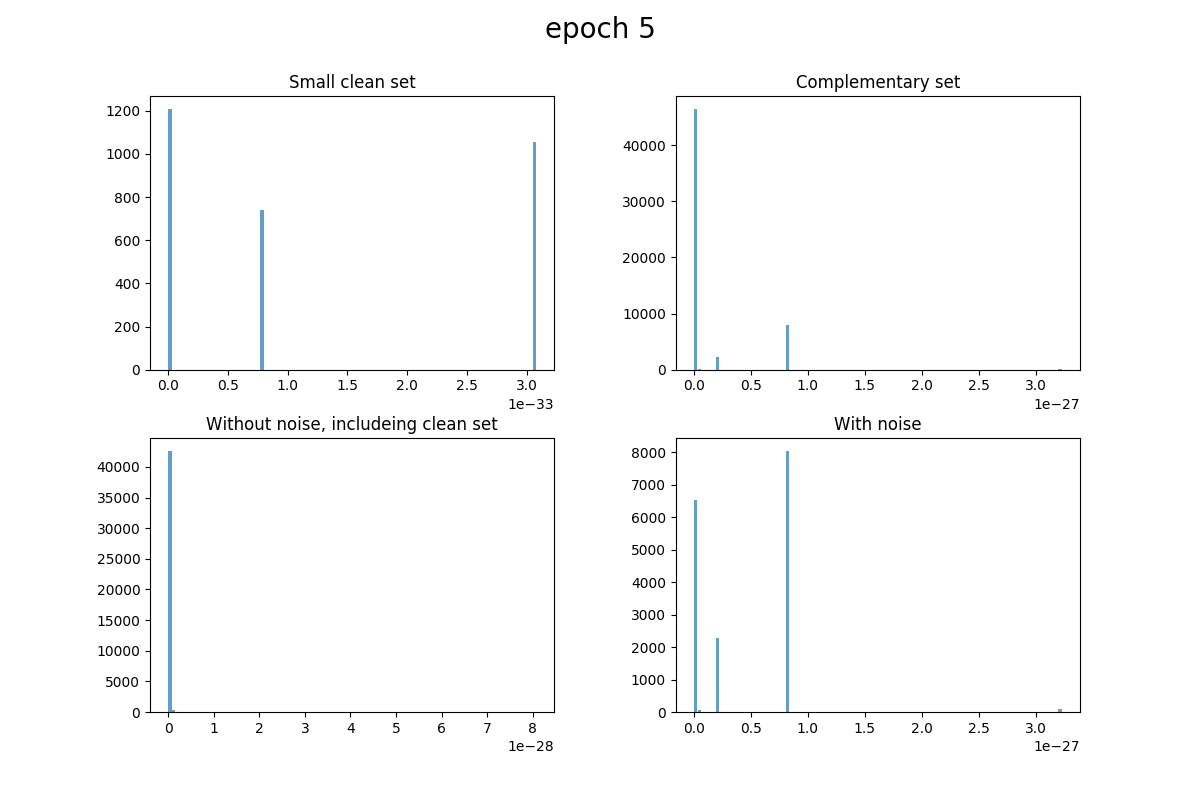 epoch 5
Small clean set
1200
1000
800
600
400
200
0
0.0 0.5 1.0 1.5 2.0 2.5 3.0
1e−33
Complementary set
40000
30000
20000
10000
0
0.0 0.5 1.0 1.5 2.0 2.5 3.0
1e−27
Without noise, includeing clean set
40000
35000
30000
25000
20000
15000
10000
5000
0
0 1 2 3 4 5 6 7 8
1e−28
With noise
8000
7000
6000
5000
4000
3000
2000
1000
0
0.0 0.5 1.0 1.5 2.0 2.5 3.0
1e−27